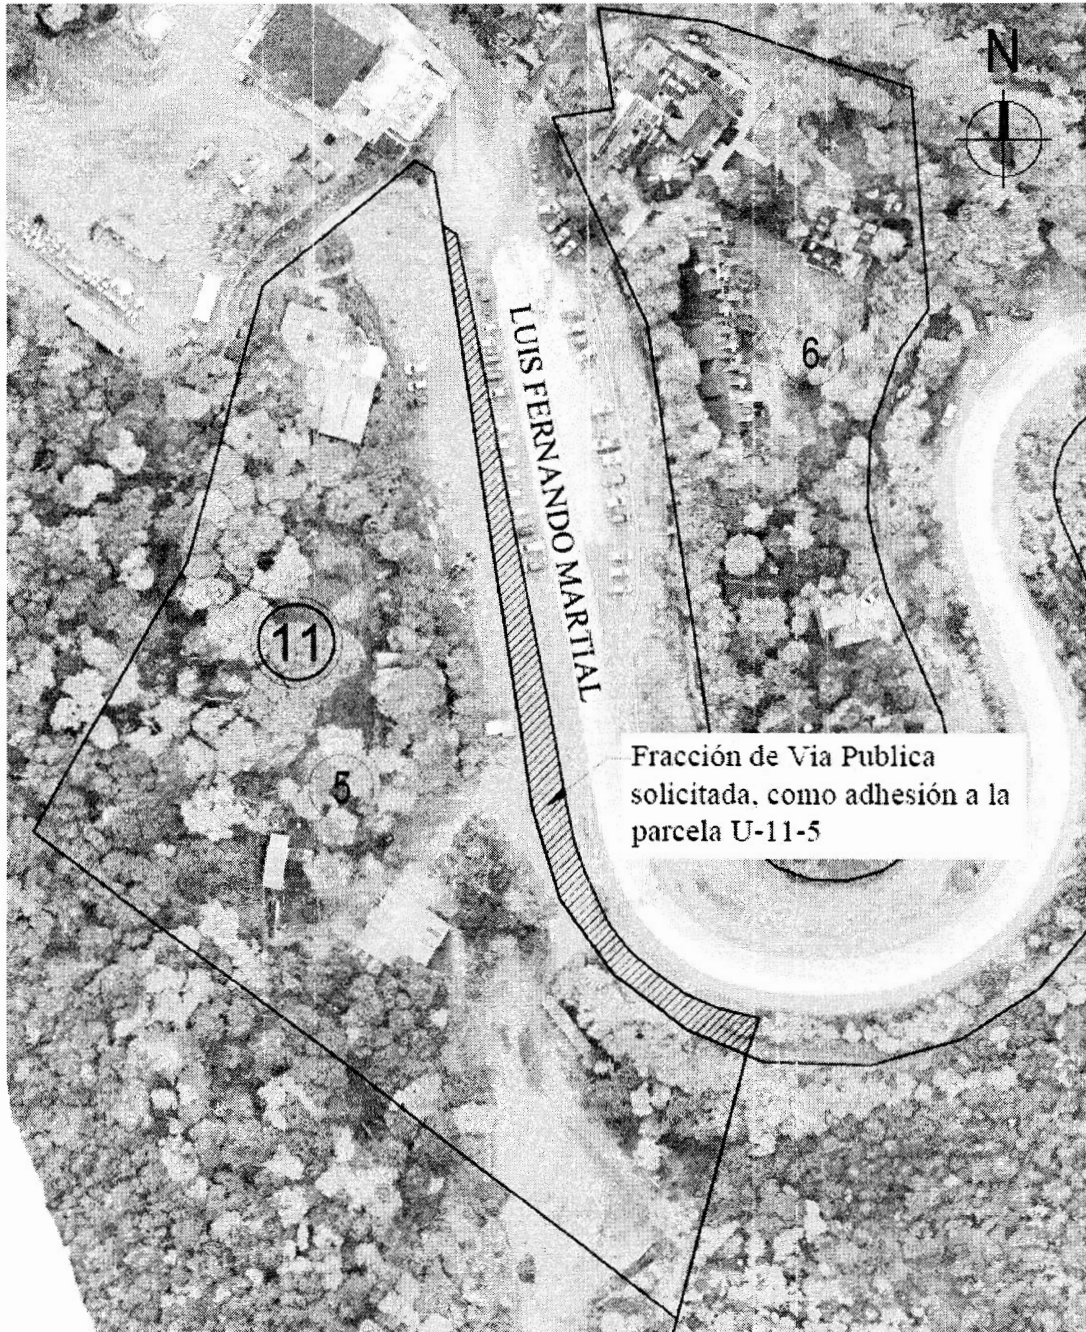 N
6
LUIS FERNANDO MARTIAL
11
Fracción de Via Publica
solicitada, como adhesión a la
parcela U-11-5
5